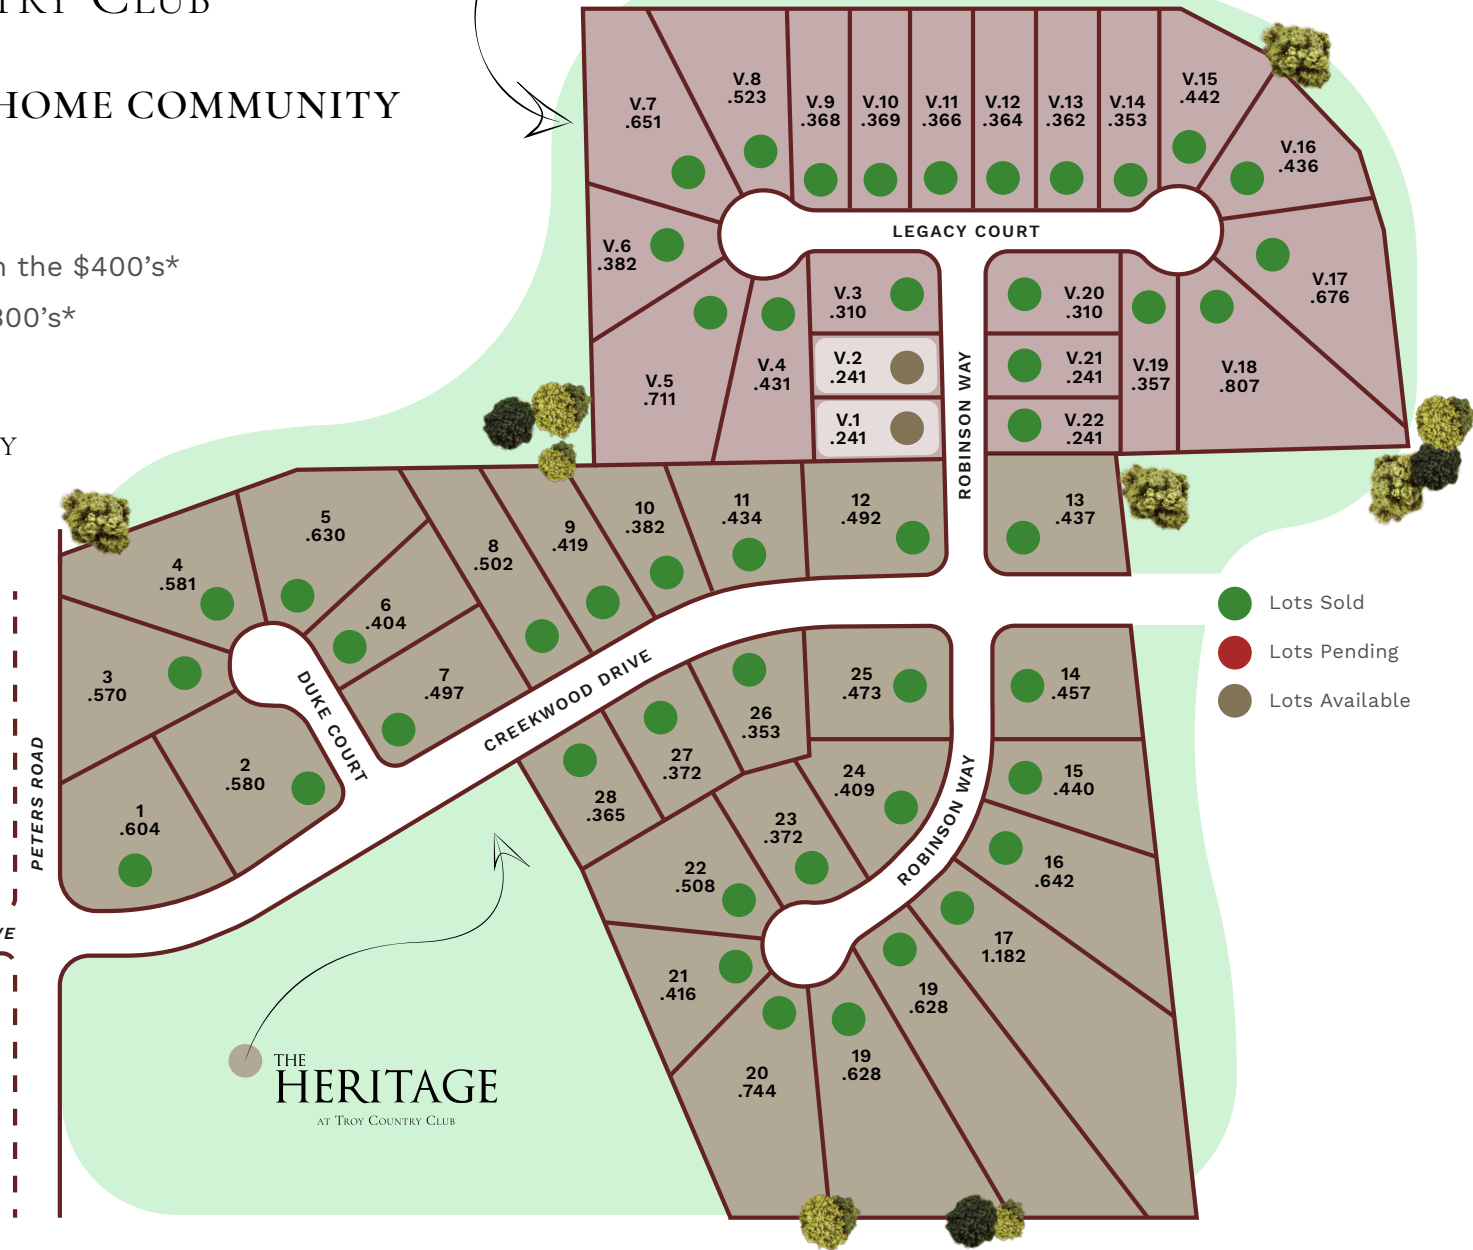 TRY CLUB
HOME COMMUNITY
n the $400's*
300's*
Y
V.7
.651
V.8
.523
V.9
.368
V.10
.369
V.11
.366
V.12
.364
V.13
.362
V.14
.353
V.15
.442
V.16
.436
V.6
.382
LEGACY COURT
V.17
.676
V.3
.310
V.20
.310
V.5
.711
V.4
.431
V.2
.241
V.21
.241
V.19
.357
V.18
.807
V.1
.241
V.22
.241
ROBINSON WAY
4
.581
5
.630
8
.502
9
.419
10
.382
11
.434
12
.492
13
.437
6
.404
3
.570
7
.497
DUKE COURT
CREEKWOOD DRIVE
2
.580
1
.604
PETERS ROAD
VE
Lots Sold
Lots Pending
Lots Available
25
.473
14
.457
26
.353
27
.372
28
.365
24
.409
15
.440
23
.372
ROBINSON WAY
16
.642
22
.508
17
1.182
21
.416
19
.628
19
.628
20
.744
THE
HERITAGE
AT TROY COUNTRY CLUB